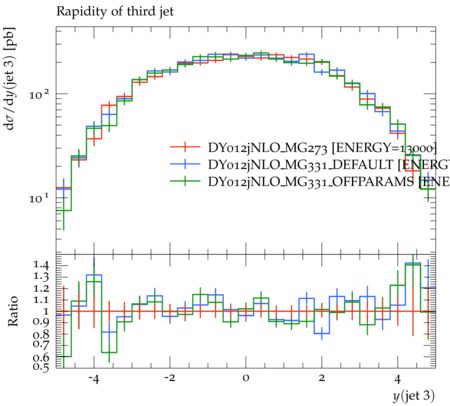 Rapidity of third jet
dσ/dy(jet 3) [pb]
10²
DY012jNLO_MG273 [ENERGY=13000]
DY012jNLO_MG331_DEFAULT [ENERGY
DY012jNLO_MG331_OFFPARAMS [ENE
10¹
Ratio
1.4
1.3
1.2
1.1
1
0.9
0.8
0.7
0.6
0.5
-4 -2 0 2 4
y(jet 3)